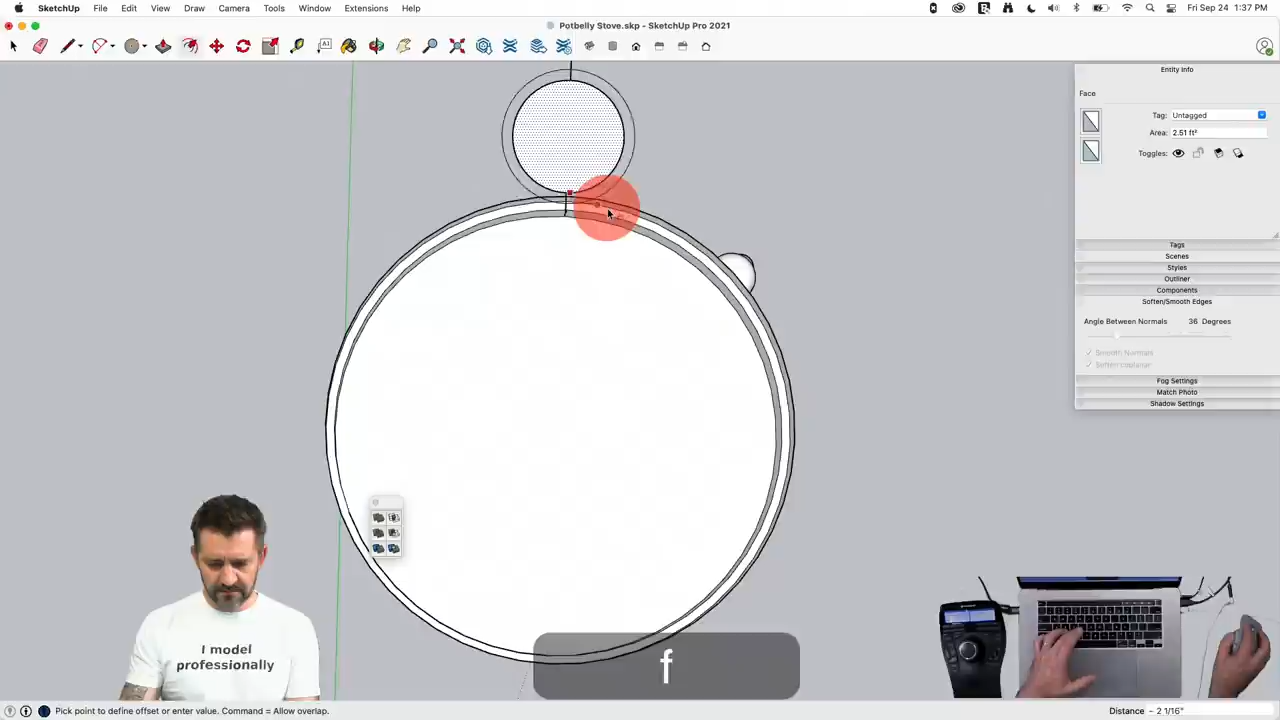 SketchUp File Edit View Draw Camera Tools Window Extensions Help
Fri Sep 24 1:37 PM
Potbelly Stove.skp - SketchUp Pro 2021
A1
Entity Info
Face
Tag: Untagged
Area: 2.51 ft²
Toggles:
Tags
Scenes
Styles
Outliner
Components
Soften/Smooth Edges
Angle Between Normals 36 Degrees
Smooth Normals
Soften coplanar
Fog Settings
Match Photo
Shadow Settings
I model
professionally
f
Pick point to define offset or enter value. Command = Allow overlap.
Distance ~ 2 1/16"